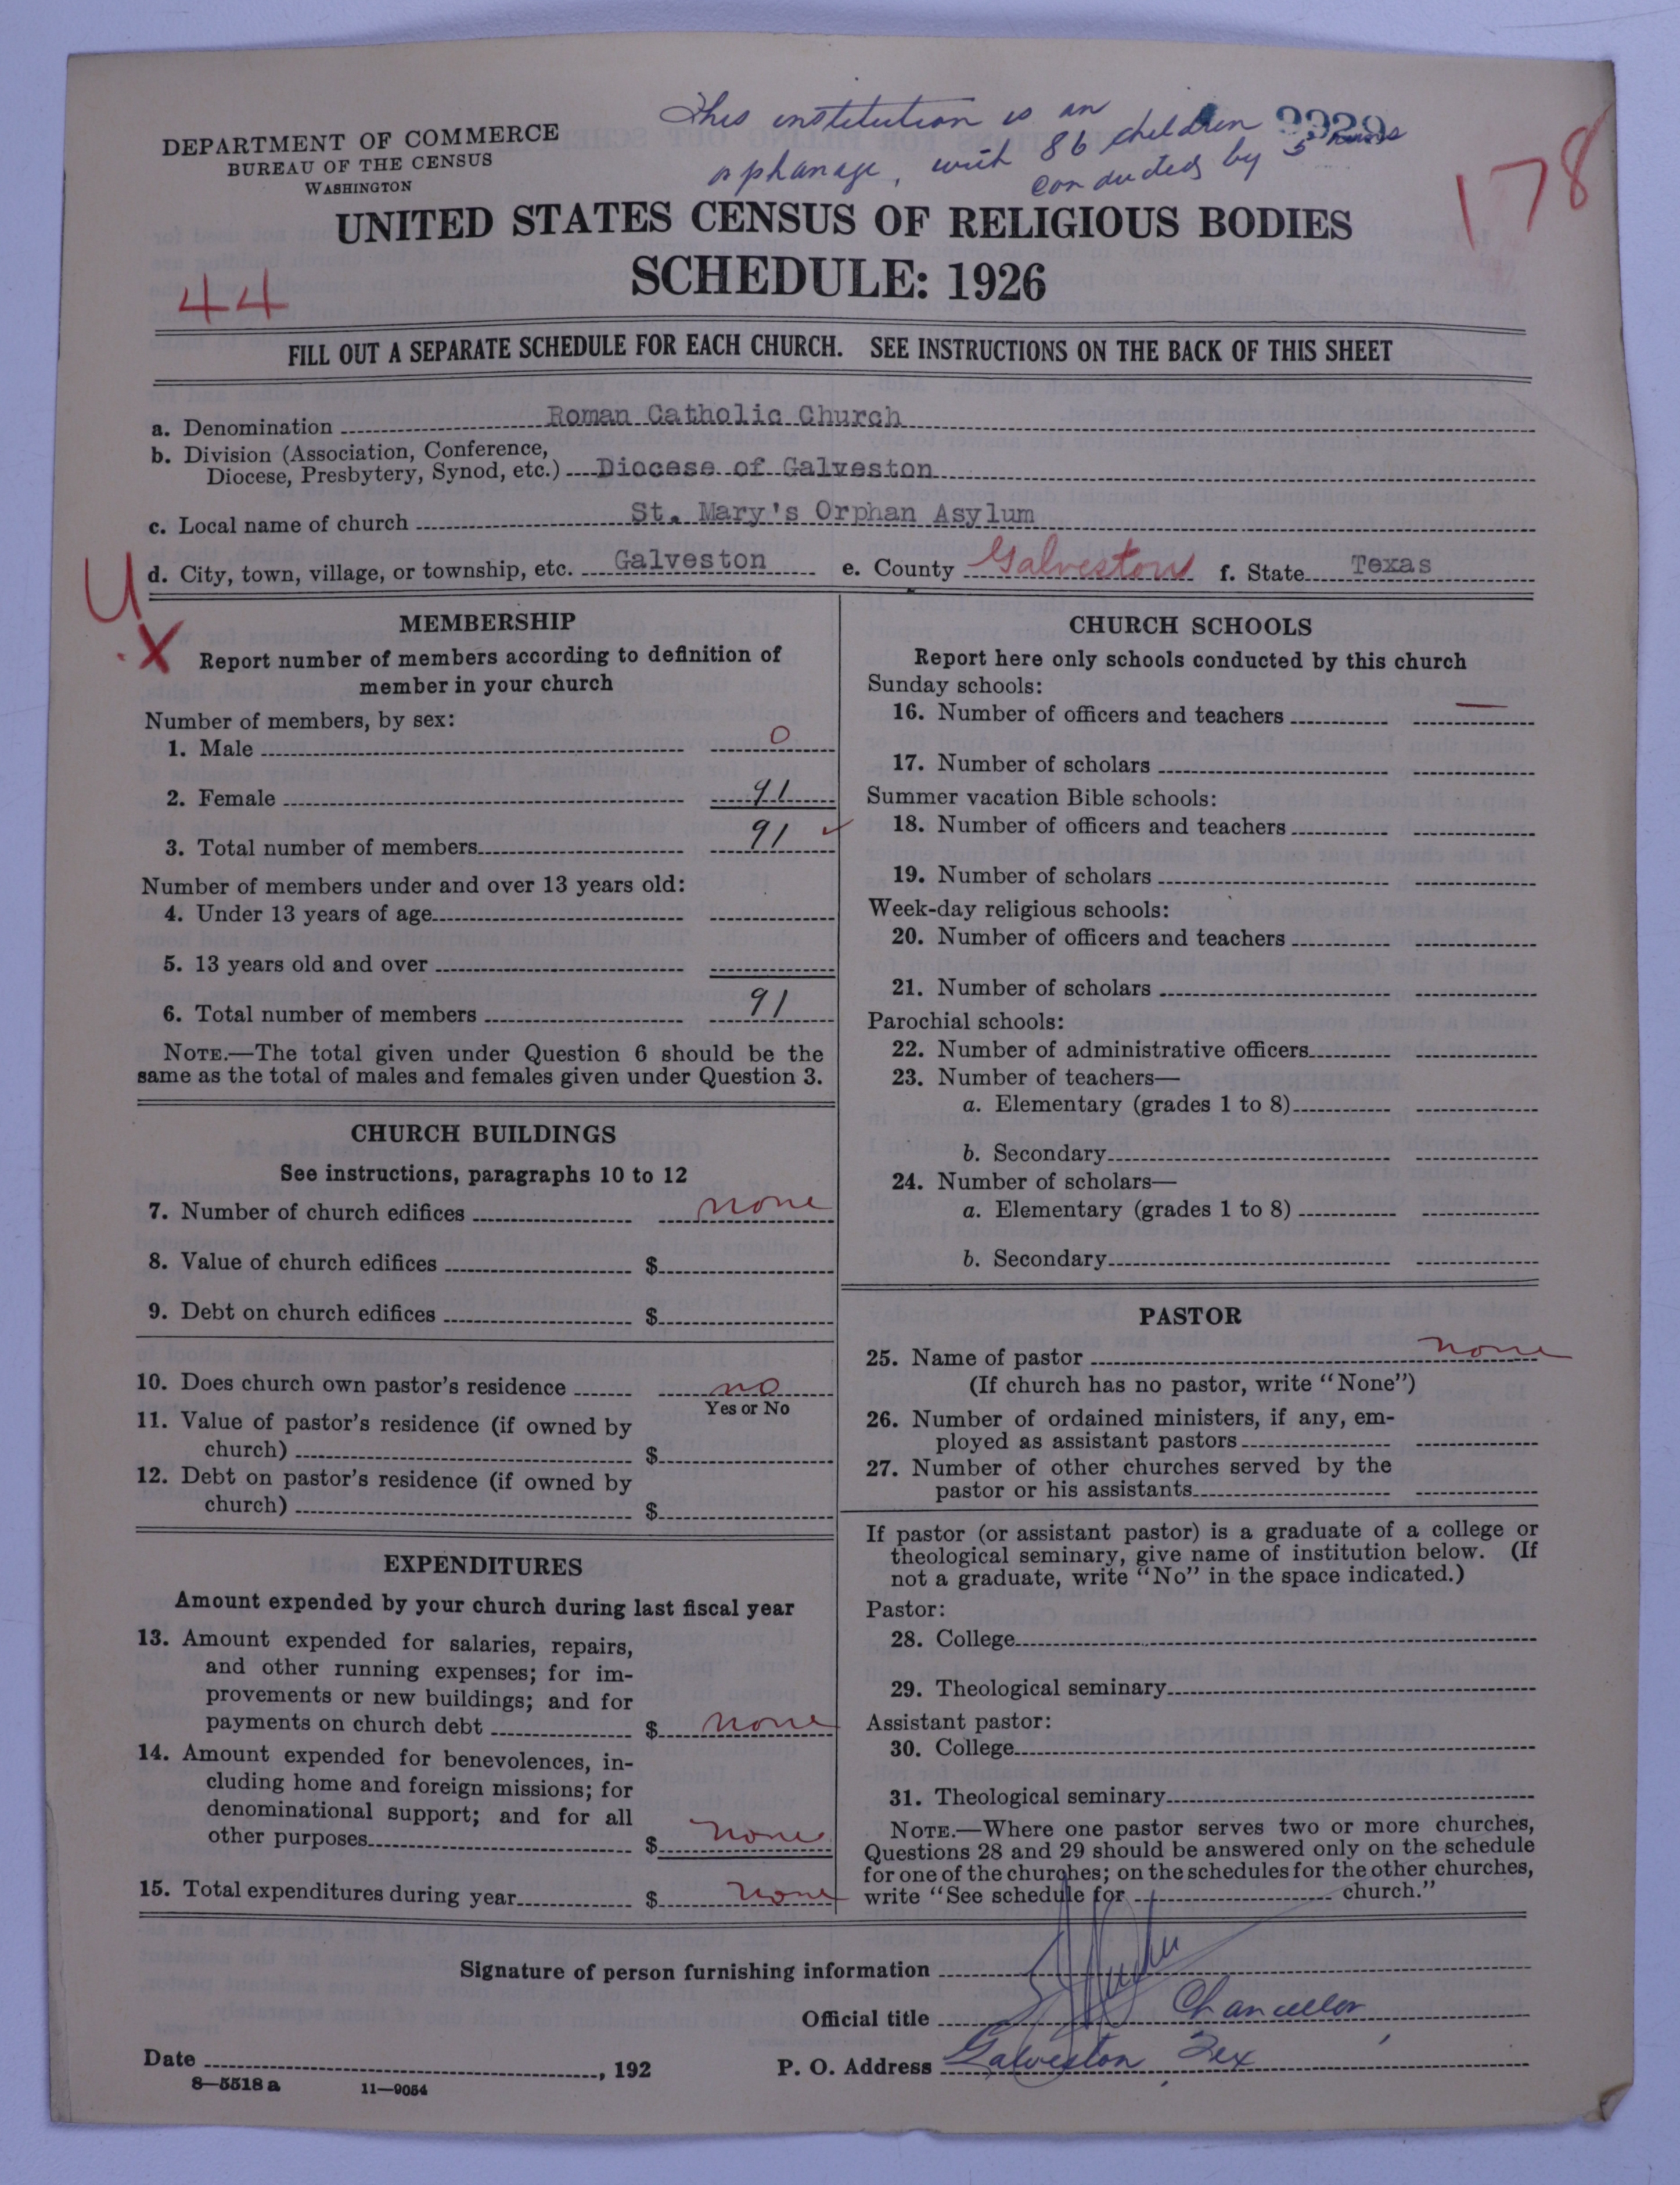 This institution is an
orphanage, with 86 children
conducted by 5 nuns
9929
178
DEPARTMENT OF COMMERCE
BUREAU OF THE CENSUS
WASHINGTON
UNITED STATES CENSUS OF RELIGIOUS BODIES
SCHEDULE: 1926
44
FILL OUT A SEPARATE SCHEDULE FOR EACH CHURCH. SEE INSTRUCTIONS ON THE BACK OF THIS SHEET
a. Denomination Roman Catholic Church
b. Division (Association, Conference,
Diocese, Presbytery, Synod, etc.) Diocese of Galveston
c. Local name of church St. Mary's Orphan Asylum
U d. City, town, village, or township, etc. Galveston e. County Galveston f. State Texas
X
MEMBERSHIP
Report number of members according to definition of
member in your church
Number of members, by sex:
1. Male 0
2. Female 91
3. Total number of members 91 ✓
Number of members under and over 13 years old:
4. Under 13 years of age
5. 13 years old and over
6. Total number of members 91
NOTE.—The total given under Question 6 should be the
same as the total of males and females given under Question 3.
CHURCH BUILDINGS
See instructions, paragraphs 10 to 12
7. Number of church edifices none
8. Value of church edifices $
9. Debt on church edifices $
10. Does church own pastor's residence no
Yes or No
11. Value of pastor's residence (if owned by
church) $
12. Debt on pastor's residence (if owned by
church) $
EXPENDITURES
Amount expended by your church during last fiscal year
13. Amount expended for salaries, repairs,
and other running expenses; for im-
provements or new buildings; and for
payments on church debt $ none
14. Amount expended for benevolences, in-
cluding home and foreign missions; for
denominational support; and for all
other purposes $ none
15. Total expenditures during year $ none
CHURCH SCHOOLS
Report here only schools conducted by this church
Sunday schools:
16. Number of officers and teachers —
17. Number of scholars
Summer vacation Bible schools:
18. Number of officers and teachers
19. Number of scholars
Week-day religious schools:
20. Number of officers and teachers
21. Number of scholars
Parochial schools:
22. Number of administrative officers
23. Number of teachers—
a. Elementary (grades 1 to 8)
b. Secondary
24. Number of scholars—
a. Elementary (grades 1 to 8)
b. Secondary
PASTOR
25. Name of pastor none
(If church has no pastor, write "None")
26. Number of ordained ministers, if any, em-
ployed as assistant pastors
27. Number of other churches served by the
pastor or his assistants
If pastor (or assistant pastor) is a graduate of a college or
theological seminary, give name of institution below. (If
not a graduate, write "No" in the space indicated.)
Pastor:
28. College
29. Theological seminary
Assistant pastor:
30. College
31. Theological seminary
NOTE.—Where one pastor serves two or more churches,
Questions 28 and 29 should be answered only on the schedule
for one of the churches; on the schedules for the other churches,
write "See schedule for church."
Signature of person furnishing information
Official title Chancellor
Date , 192 P. O. Address Galveston, Tex
8—5518 a 11—9054